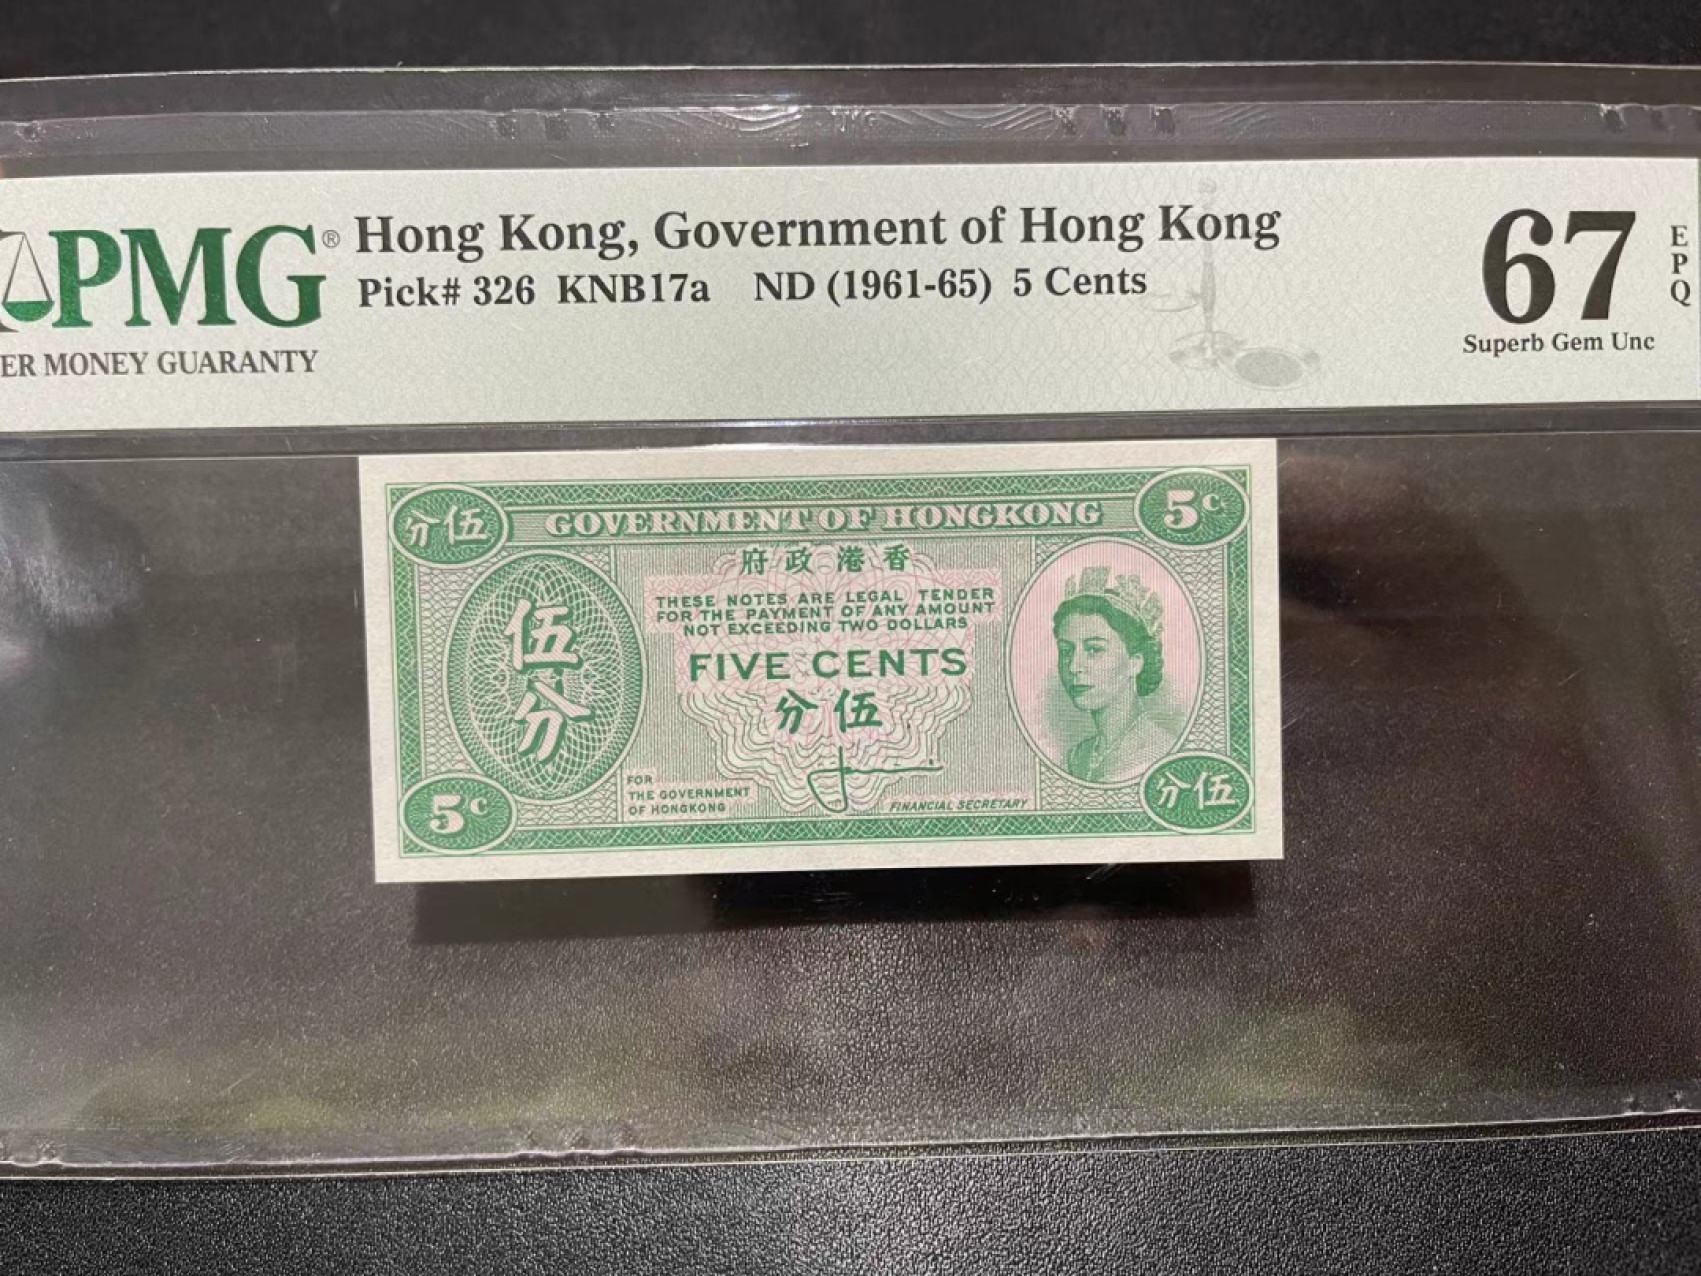 PMG®
ER MONEY GUARANTY
Hong Kong, Government of Hong Kong
Pick# 326 KNB17a ND (1961-65) 5 Cents
67
EPQ
Superb Gem Unc
分伍
GOVERNMENT OF HONGKONG
5c
府政港香
THESE NOTES ARE LEGAL TENDER
FOR THE PAYMENT OF ANY AMOUNT
NOT EXCEEDING TWO DOLLARS
伍分
FIVE CENTS
分伍
FOR
THE GOVERNMENT
OF HONGKONG
FINANCIAL SECRETARY
5c
分伍